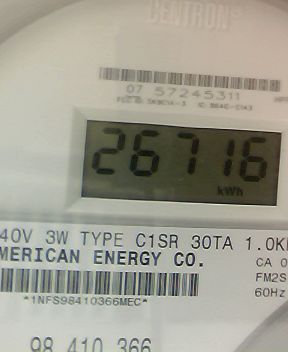 CENTRON®
07 57245311
26716
kWh
40V 3W TYPE C1SR 30TA 1.0K
MERICAN ENERGY CO.
CA 0
FM2S
60Hz
*1NFS98410366MEC*
98 410 366